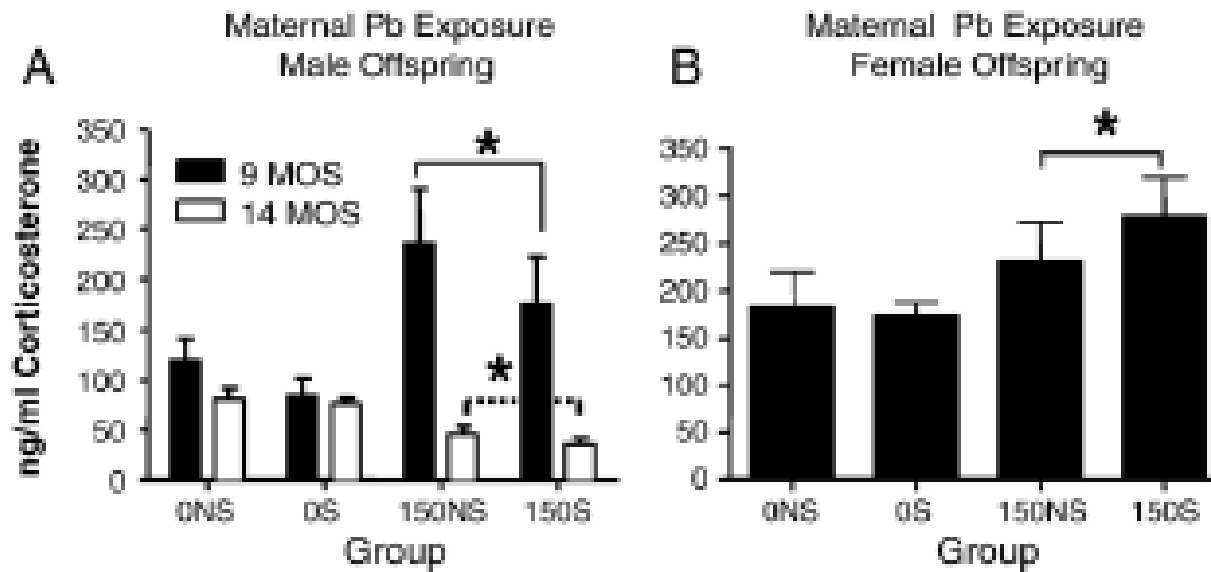 A
Maternal Pb Exposure
Male Offspring
ng/ml Corticosterone
350
300
250
200
150
100
50
0
9 MOS
14 MOS
*
*
0NS 0S 150NS 150S
Group
B
Maternal Pb Exposure
Female Offspring
350
300
250
200
150
100
50
0
*
0NS 0S 150NS 150S
Group